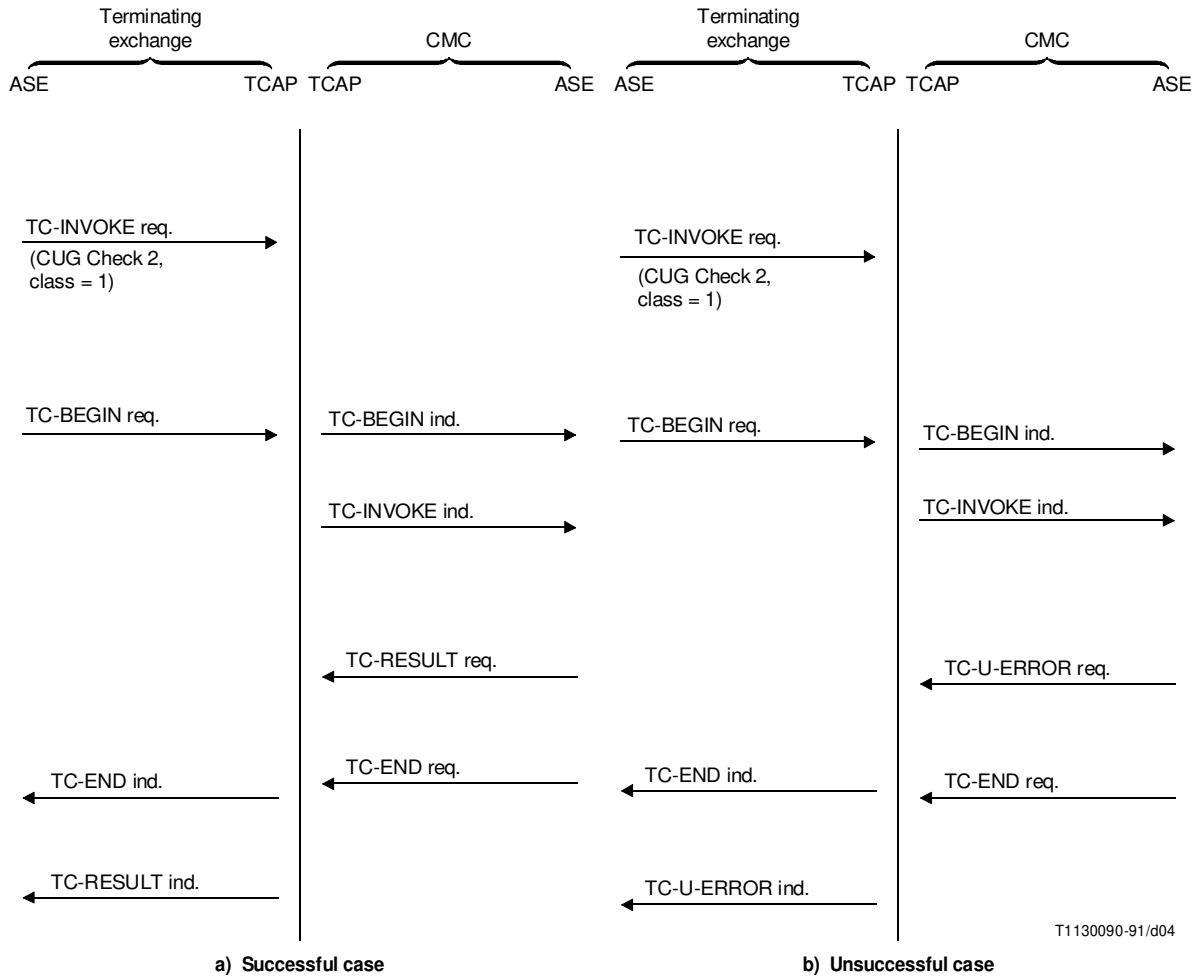 Terminating
exchange
CMC
Terminating
exchange
CMC
ASE
TCAP
TCAP
ASE
ASE
TCAP
TCAP
ASE
TC-INVOKE req.
(CUG Check 2,
class = 1)
TC-INVOKE req.
(CUG Check 2,
class = 1)
TC-BEGIN req.
TC-BEGIN ind.
TC-BEGIN req.
TC-BEGIN ind.
TC-INVOKE ind.
TC-INVOKE ind.
TC-RESULT req.
TC-U-ERROR req.
TC-END ind.
TC-END req.
TC-END ind.
TC-END req.
TC-RESULT ind.
TC-U-ERROR ind.
T1130090-91/d04
a) Successful case
b) Unsuccessful case